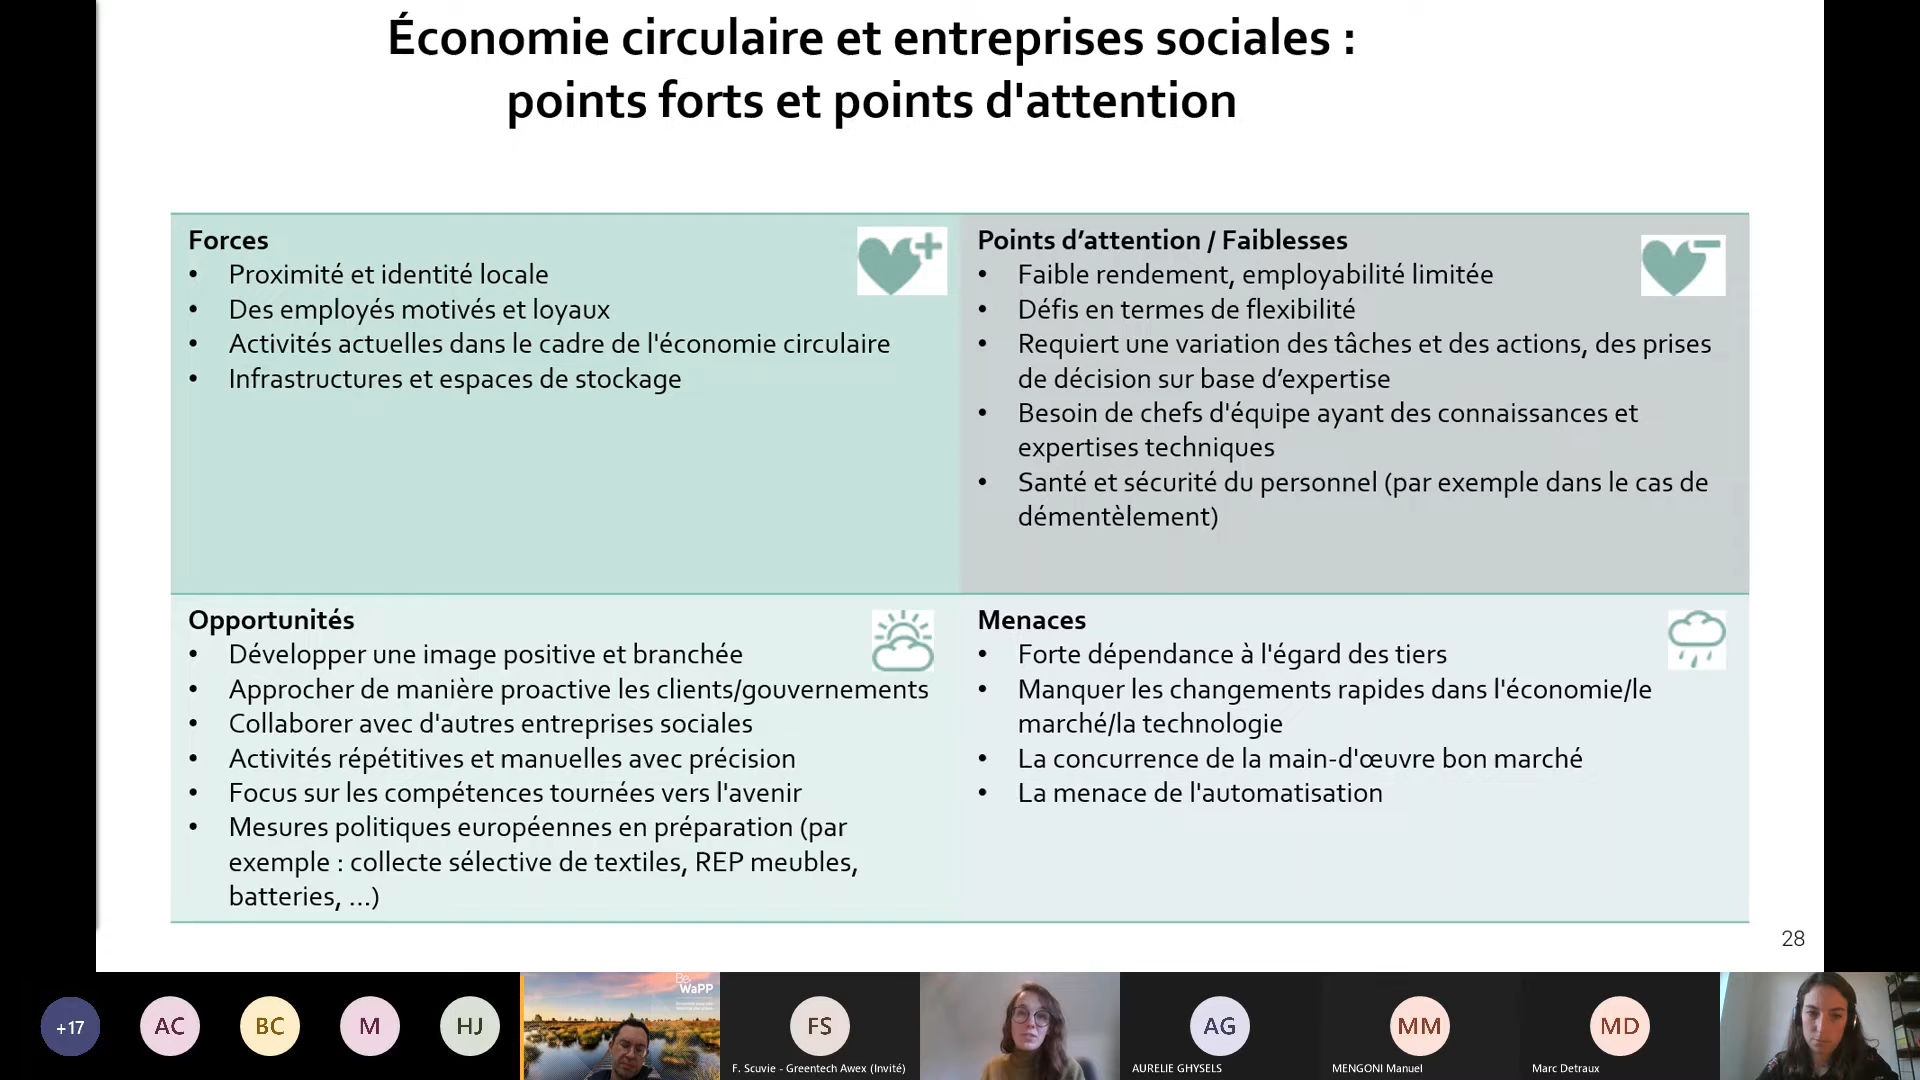 Économie circulaire et entreprises sociales :
points forts et points d'attention
Forces
• Proximité et identité locale
• Des employés motivés et loyaux
• Activités actuelles dans le cadre de l'économie circulaire
• Infrastructures et espaces de stockage
Points d’attention / Faiblesses
• Faible rendement, employabilité limitée
• Défis en termes de flexibilité
• Requiert une variation des tâches et des actions, des prises
de décision sur base d’expertise
• Besoin de chefs d'équipe ayant des connaissances et
expertises techniques
• Santé et sécurité du personnel (par exemple dans le cas de
démentèlement)
Opportunités
• Développer une image positive et branchée
• Approcher de manière proactive les clients/gouvernements
• Collaborer avec d'autres entreprises sociales
• Activités répétitives et manuelles avec précision
• Focus sur les compétences tournées vers l'avenir
• Mesures politiques européennes en préparation (par
exemple : collecte sélective de textiles, REP meubles,
batteries, ...)
Menaces
• Forte dépendance à l'égard des tiers
• Manquer les changements rapides dans l'économie/le
marché/la technologie
• La concurrence de la main-d'œuvre bon marché
• La menace de l'automatisation
28
+17
AC
BC
M
HJ
Be
WaPP
FS
F. Scuvie - Greentech Awex (Invité)
AG
AURELIE GHYSELS
MM
MENGONI Manuel
MD
Marc Detraux